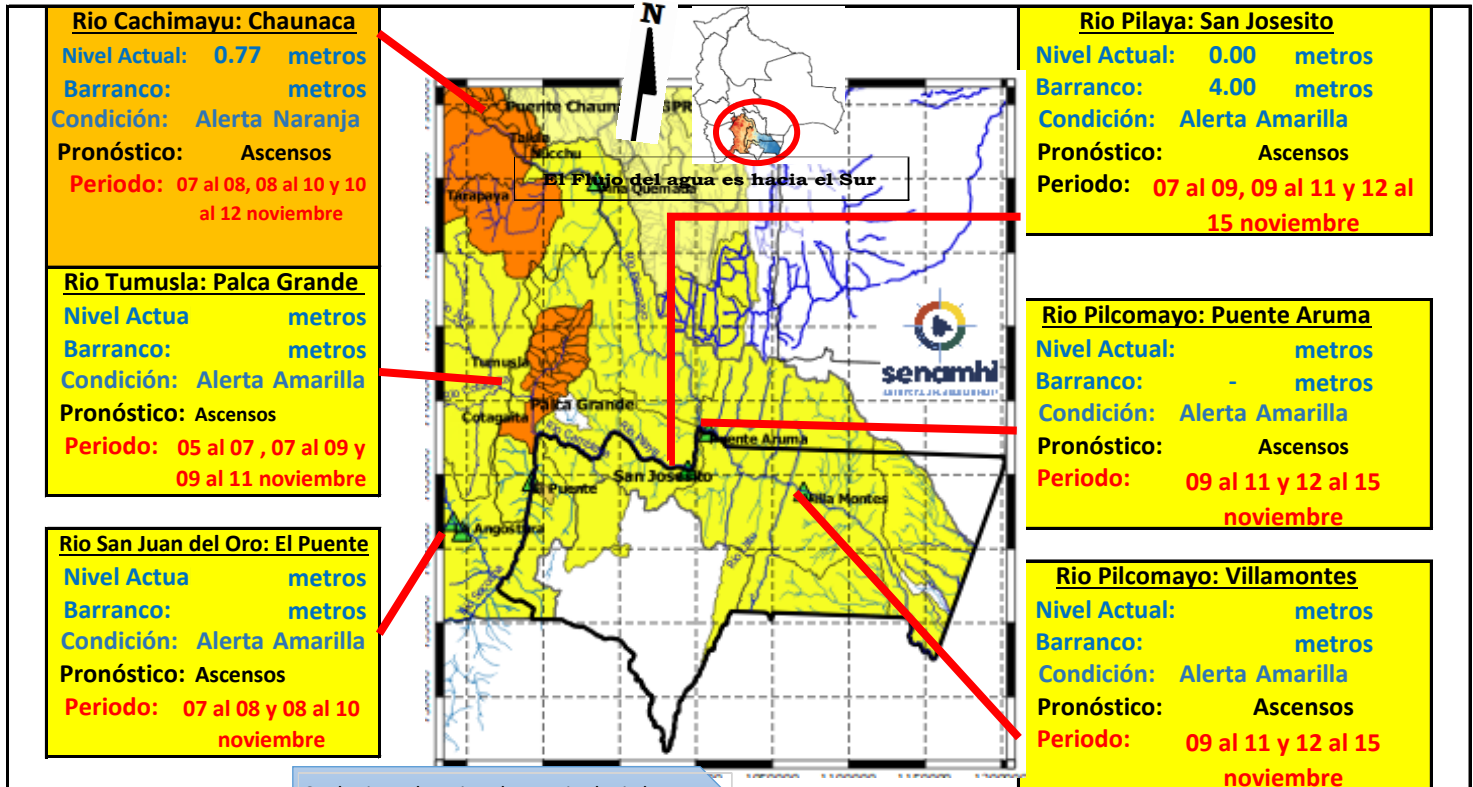 Rio Cachimayu: Chaunaca
Nivel Actual: 0.77 metros
Barranco: metros
Condición: Alerta Naranja
Pronóstico: Ascensos
Periodo: 07 al 08, 08 al 10 y 10
al 12 noviembre
Rio Tumusla: Palca Grande
Nivel Actua metros
Barranco: metros
Condición: Alerta Amarilla
Pronóstico: Ascensos
Periodo: 05 al 07 , 07 al 09 y
09 al 11 noviembre
Rio San Juan del Oro: El Puente
Nivel Actua metros
Barranco: metros
Condición: Alerta Amarilla
Pronóstico: Ascensos
Periodo: 07 al 08 y 08 al 10
noviembre
N
Puente Chaun
Talula
Tarapaya
El Flujo del agua es hacia el Sur
Tumusla
Cotagaita
Palca Grande
Puente Aruma
San Josesito
El Puente
Villa Montes
Angostura
senamhi
Rio Pilaya: San Josesito
Nivel Actual: 0.00 metros
Barranco: 4.00 metros
Condición: Alerta Amarilla
Pronóstico: Ascensos
Periodo: 07 al 09, 09 al 11 y 12 al
15 noviembre
Rio Pilcomayo: Puente Aruma
Nivel Actual: metros
Barranco: - metros
Condición: Alerta Amarilla
Pronóstico: Ascensos
Periodo: 09 al 11 y 12 al 15
noviembre
Rio Pilcomayo: Villamontes
Nivel Actual: metros
Barranco: metros
Condición: Alerta Amarilla
Pronóstico: Ascensos
Periodo: 09 al 11 y 12 al 15
noviembre